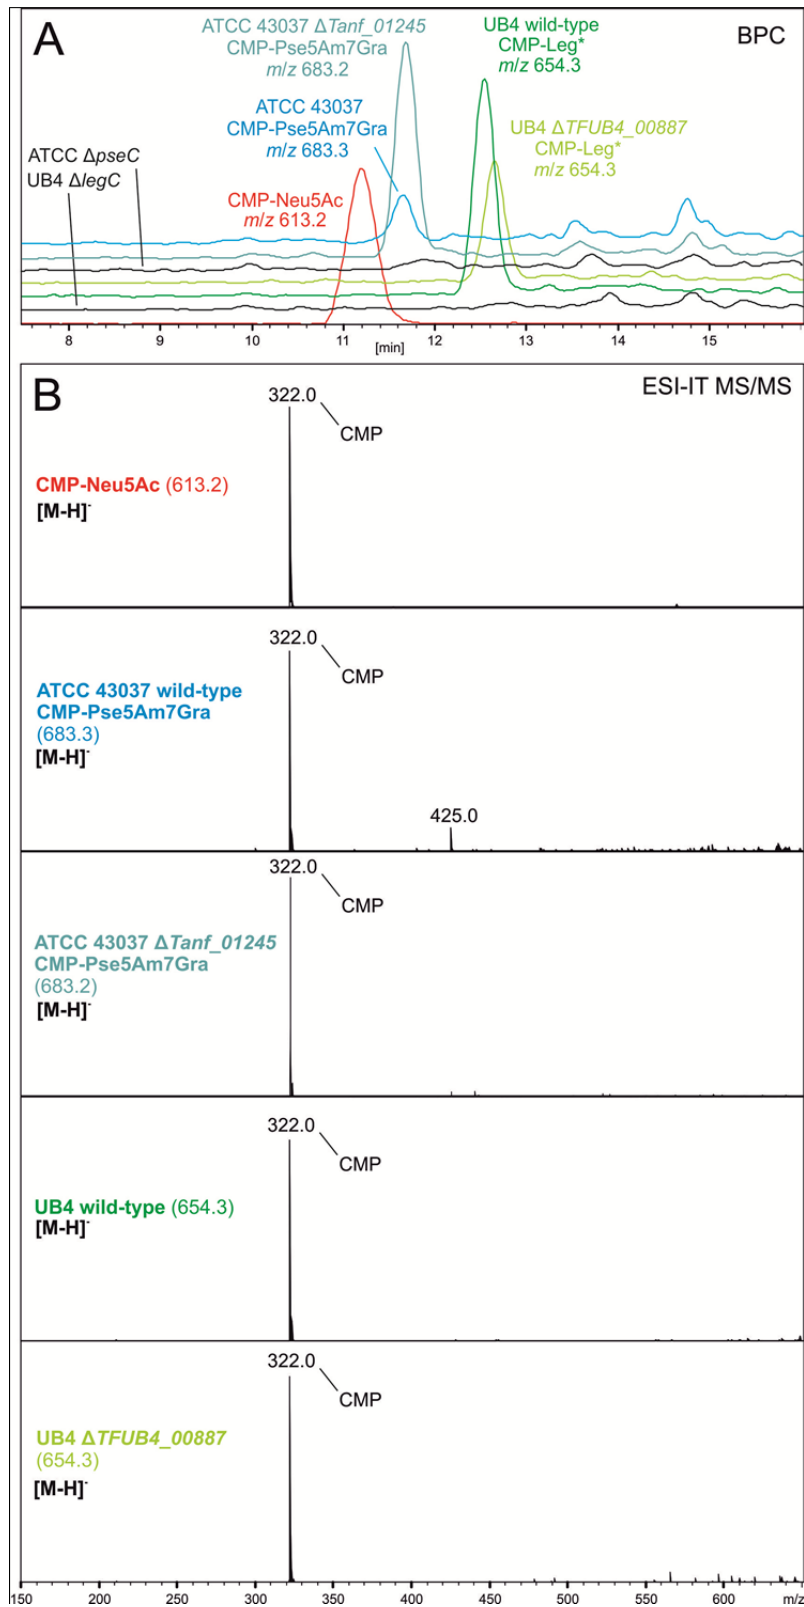 A
BPC
ATCC 43037 ΔTanf_01245
CMP-Pse5Am7Gra
m/z 683.2
UB4 wild-type
CMP-Leg*
m/z 654.3
ATCC 43037
CMP-Pse5Am7Gra
m/z 683.3
UB4 ΔTFUB4_00887
CMP-Leg*
m/z 654.3
ATCC ΔpseC
UB4 ΔlegC
CMP-Neu5Ac
m/z 613.2
8 9 10 11 12 13 14 15
[min]
B
ESI-IT MS/MS
322.0
CMP
CMP-Neu5Ac (613.2)
[M-H]-
322.0
CMP
ATCC 43037 wild-type
CMP-Pse5Am7Gra
(683.3)
[M-H]-
425.0
322.0
CMP
ATCC 43037 ΔTanf_01245
CMP-Pse5Am7Gra
(683.2)
[M-H]-
322.0
CMP
UB4 wild-type (654.3)
[M-H]-
322.0
CMP
UB4 ΔTFUB4_00887
(654.3)
[M-H]-
150 200 250 300 350 400 450 500 550 600 m/z